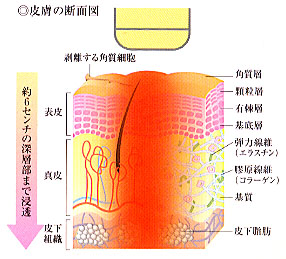 ◎皮膚の断面図
剥離する角質細胞
約6センチの深層部まで浸透
表皮
真皮
皮下
組織
角質層
顆粒層
有棘層
基底層
弾力線維
(エラスチン)
膠原線維
(コラーゲン)
基質
皮下脂肪